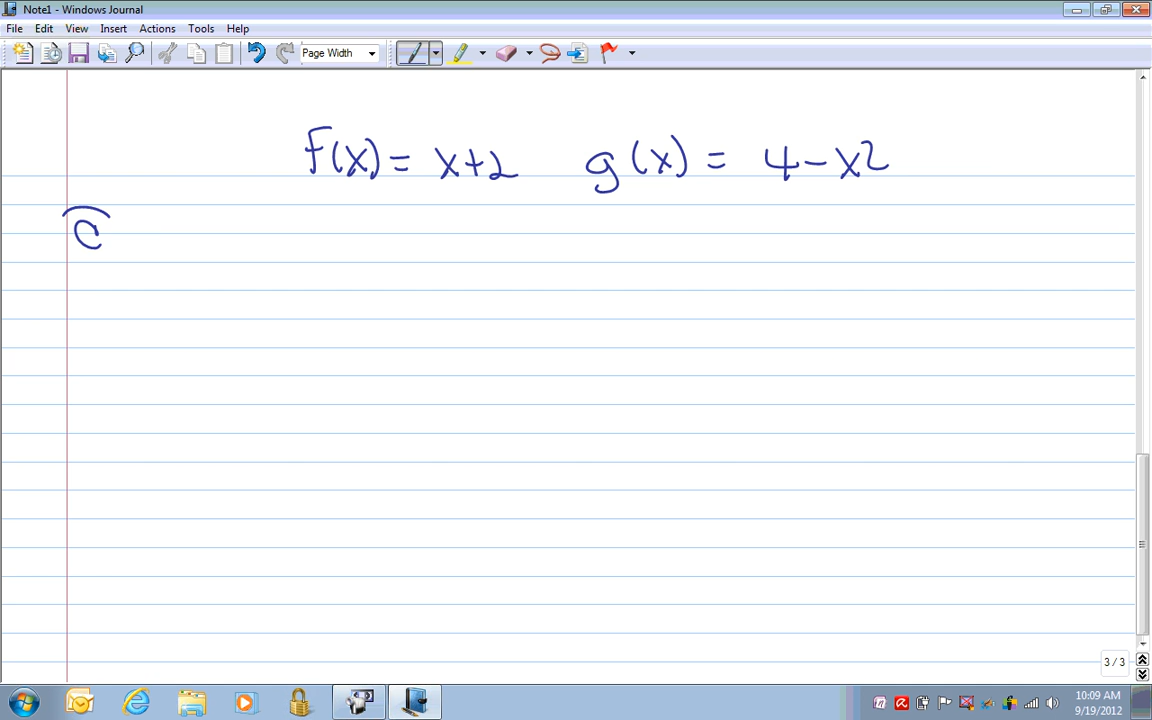 Note1 - Windows Journal
File Edit View Insert Actions Tools Help
Page Width
f(x) = x+2 g(x) = 4-x2
3 / 3
10:09 AM
9/19/2012